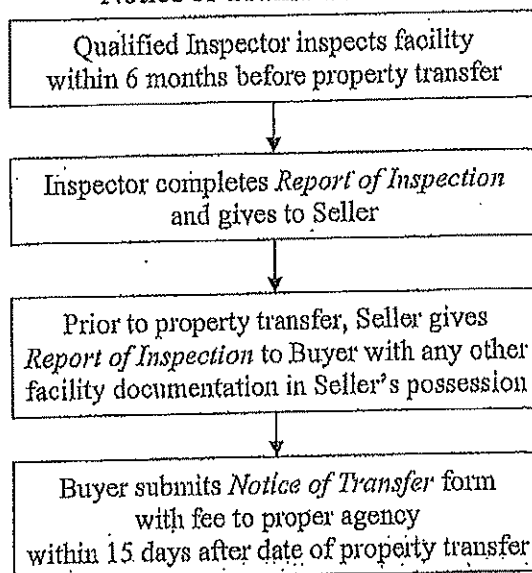 Notice of
Qualified Inspector inspects facility
within 6 months before property transfer
Inspector completes Report of Inspection
and gives to Seller
Prior to property transfer, Seller gives
Report of Inspection to Buyer with any other
facility documentation in Seller's possession
Buyer submits Notice of Transfer form
with fee to proper agency
within 15 days after date of property transfer